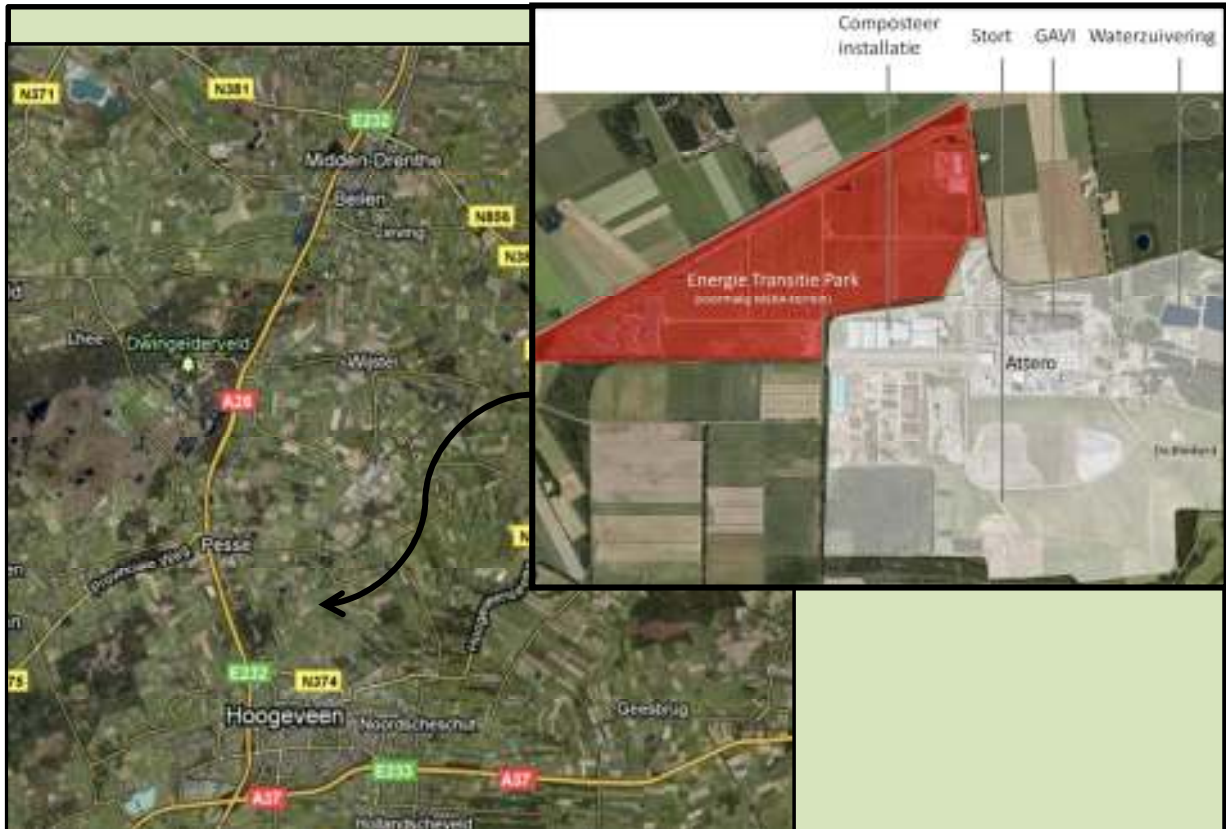 Composteer
installatie
Stort
GAVI
Waterzuivering
Energie Transitie Park
Attero
N371
N381
E232
Midden-Drenthe
Beilen
Lieving
N856
Lhee
Dwingelderveld
Wijster
A28
Pesse
E232
N374
Hoogeveen
Noordscheschut
Geesbrug
E233
A37
A37
Hollandscheveld